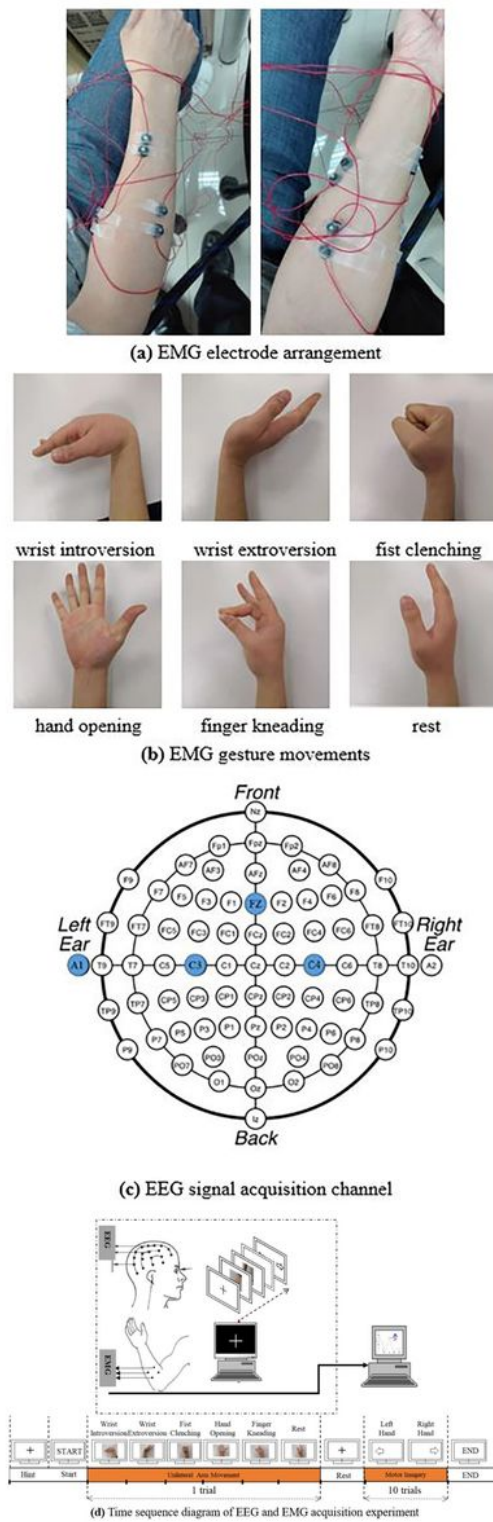 (a) EMG electrode arrangement
wrist introversion wrist extroversion fist clenching
hand opening finger kneading rest
(b) EMG gesture movements
Front
Nz
Fp1 Fpz Fp2
AF7 AF3 AFz AF4 AF8
F9 F7 F5 F3 F1 FZ F2 F4 F6 F8 F10
FT9 FT7 FC5 FC3 FC1 FCz FC2 FC4 FC6 FT8 FT10
Left
Ear
Right
Ear
A1 T9 T7 C5 C3 C1 Cz C2 C4 C6 T8 T10 A2
TP9 TP7 CP5 CP3 CP1 CPz CP2 CP4 CP6 TP8 TP10
P9 P7 P5 P3 P1 Pz P2 P4 P6 P8 P10
PO7 PO3 POz PO4 PO8
O1 Oz O2
Iz
Back
(c) EEG signal acquisition channel
EEG
EMG
Wrist
Introversion
Wrist
Extroversion
Fist
Clenching
Hand
Opening
Finger
Kneading
Rest
Left
Hand
Right
Hand
+ START + END
Hint Start Unilateral Arm Movement Rest Motor Imagery END
1 trial 10 trials
(d) Time sequence diagram of EEG and EMG acquisition experiment